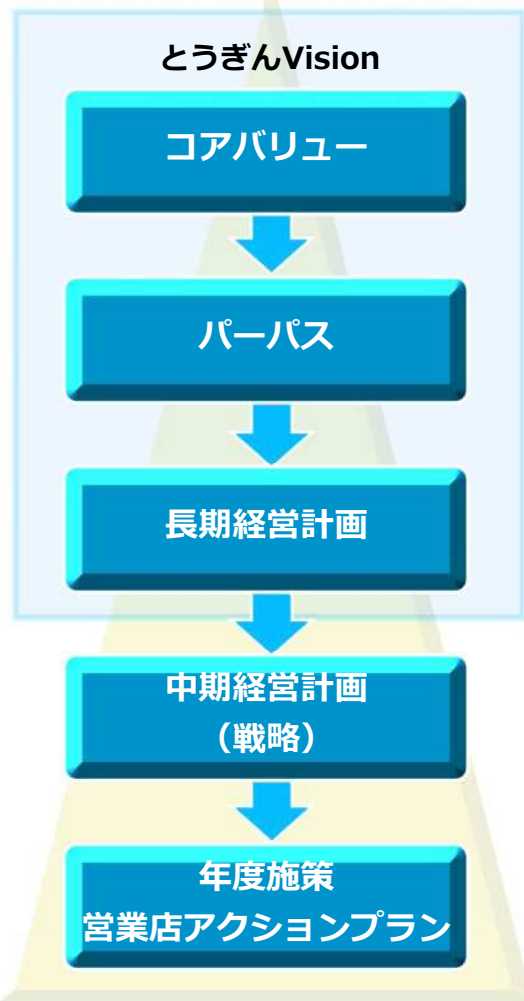 とうぎんVision
コアバリュー
パーパス
長期経営計画
中期経営計画
（戦略）
年度施策
営業店アクションプラン